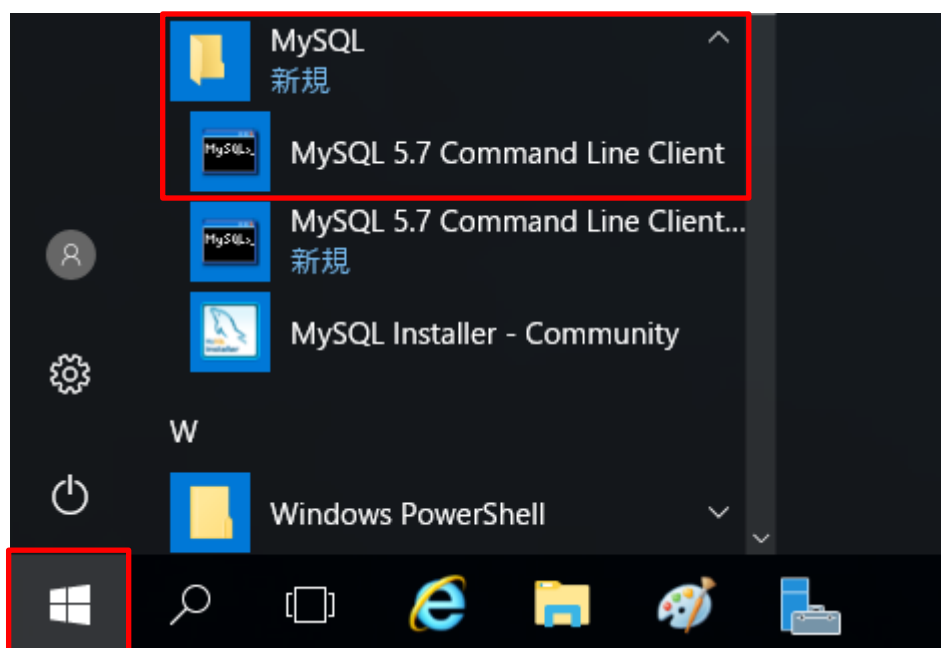 MySQL
新規
MySQL 5.7 Command Line Client
MySQL 5.7 Command Line Client...
新規
MySQL Installer - Community
W
Windows PowerShell